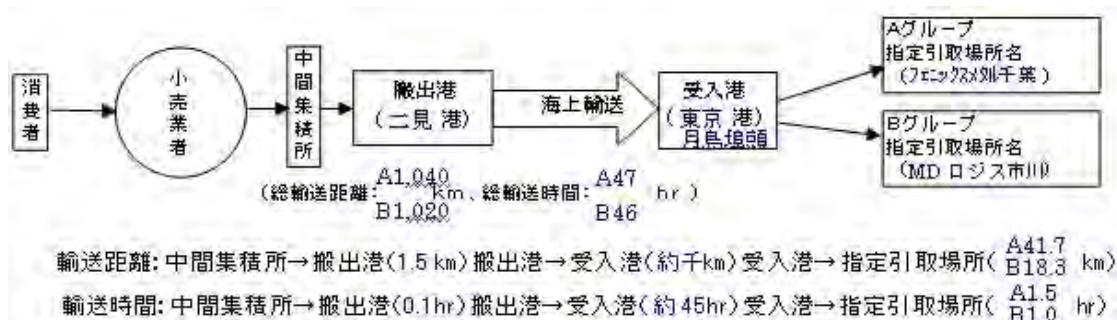 消費者
小売業者
中間集積所
搬出港
(二見 港)
海上輸送
受入港
(東京 港)
月島埠頭
Aグループ
指定引取場所名
(フェニックスメタル千葉)
Bグループ
指定引取場所名
(MD ロジス市川)
(総輸送距離:A1,040 B1,020 km、総輸送時間:A47 B46 hr)
輸送距離:中間集積所→搬出港(1.5 km)搬出港→受入港(約千km)受入港→指定引取場所(A41.7 B18.3 km)
輸送時間:中間集積所→搬出港(0.1hr)搬出港→受入港(約45hr)受入港→指定引取場所(A1.5 B1.0 hr)